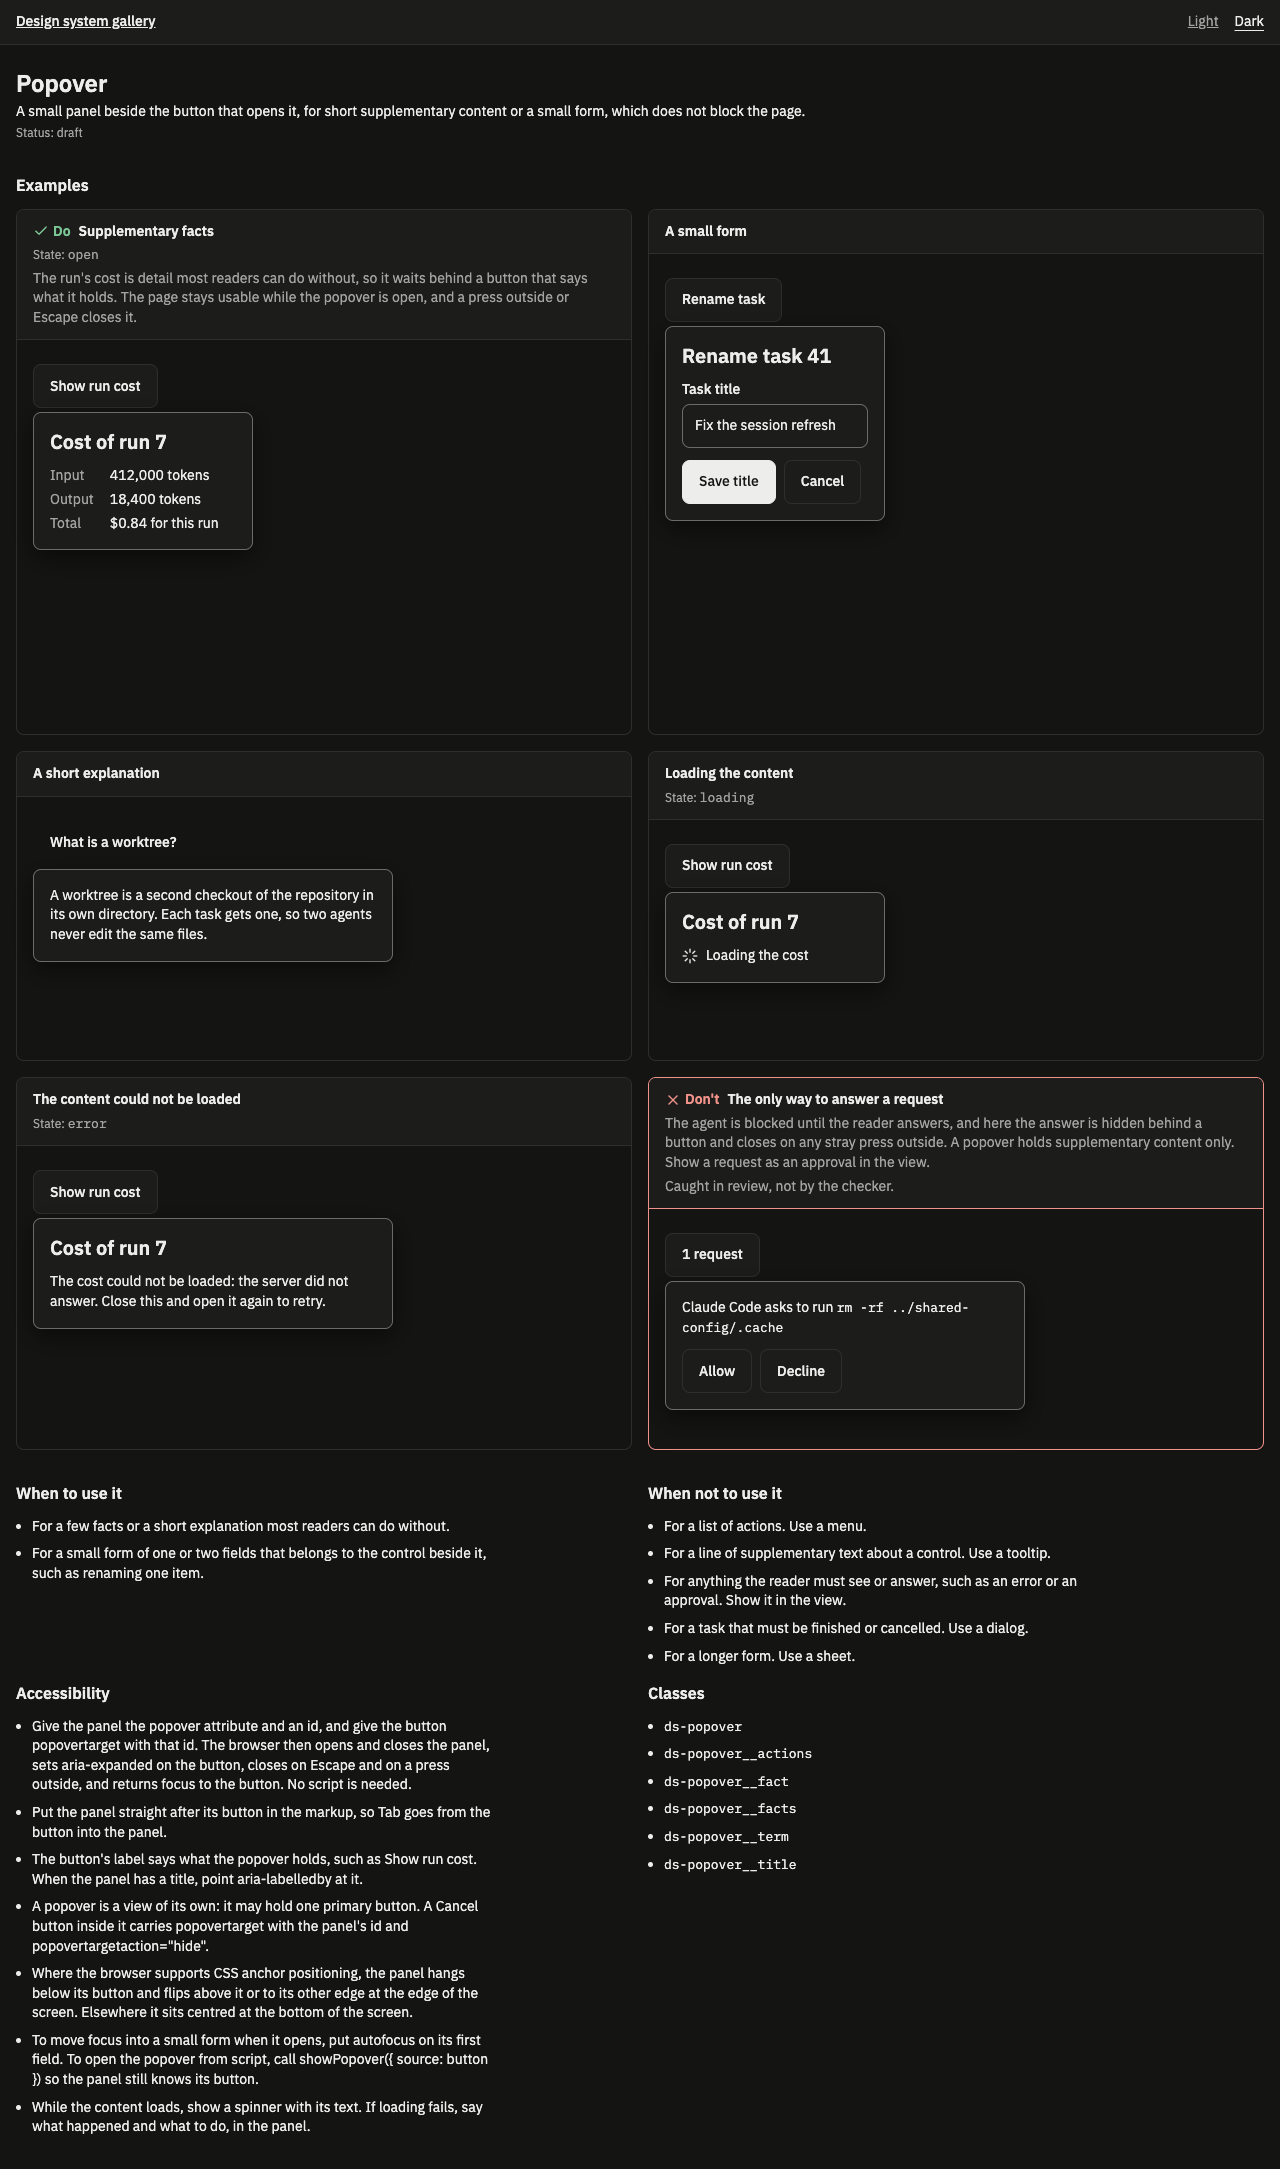 Design system gallery
Light
Dark
Popover
A small panel beside the button that opens it, for short supplementary content or a small form, which does not block the page.
Status: draft
Examples
Do Supplementary facts
State: open
The run's cost is detail most readers can do without, so it waits behind a button that says
what it holds. The page stays usable while the popover is open, and a press outside or
Escape closes it.
Show run cost
Cost of run 7
Input 412,000 tokens
Output 18,400 tokens
Total $0.84 for this run
A small form
Rename task
Rename task 41
Task title
Fix the session refresh
Save title
Cancel
A short explanation
What is a worktree?
A worktree is a second checkout of the repository in
its own directory. Each task gets one, so two agents
never edit the same files.
Loading the content
State: loading
Show run cost
Cost of run 7
Loading the cost
The content could not be loaded
State: error
Show run cost
Cost of run 7
The cost could not be loaded: the server did not
answer. Close this and open it again to retry.
Don't The only way to answer a request
The agent is blocked until the reader answers, and here the answer is hidden behind a
button and closes on any stray press outside. A popover holds supplementary content only.
Show a request as an approval in the view.
Caught in review, not by the checker.
1 request
Claude Code asks to run rm -rf ../shared-
config/.cache
Allow
Decline
When to use it
• For a few facts or a short explanation most readers can do without.
• For a small form of one or two fields that belongs to the control beside it,
such as renaming one item.
When not to use it
• For a list of actions. Use a menu.
• For a line of supplementary text about a control. Use a tooltip.
• For anything the reader must see or answer, such as an error or an
approval. Show it in the view.
• For a task that must be finished or cancelled. Use a dialog.
• For a longer form. Use a sheet.
Accessibility
• Give the panel the popover attribute and an id, and give the button
popovertarget with that id. The browser then opens and closes the panel,
sets aria-expanded on the button, closes on Escape and on a press
outside, and returns focus to the button. No script is needed.
• Put the panel straight after its button in the markup, so Tab goes from the
button into the panel.
• The button's label says what the popover holds, such as Show run cost.
When the panel has a title, point aria-labelledby at it.
• A popover is a view of its own: it may hold one primary button. A Cancel
button inside it carries popovertarget with the panel's id and
popovertargetaction="hide".
• Where the browser supports CSS anchor positioning, the panel hangs
below its button and flips above it or to its other edge at the edge of the
screen. Elsewhere it sits centred at the bottom of the screen.
• To move focus into a small form when it opens, put autofocus on its first
field. To open the popover from script, call showPopover({ source: button
}) so the panel still knows its button.
• While the content loads, show a spinner with its text. If loading fails, say
what happened and what to do, in the panel.
Classes
• ds-popover
• ds-popover__actions
• ds-popover__fact
• ds-popover__facts
• ds-popover__term
• ds-popover__title